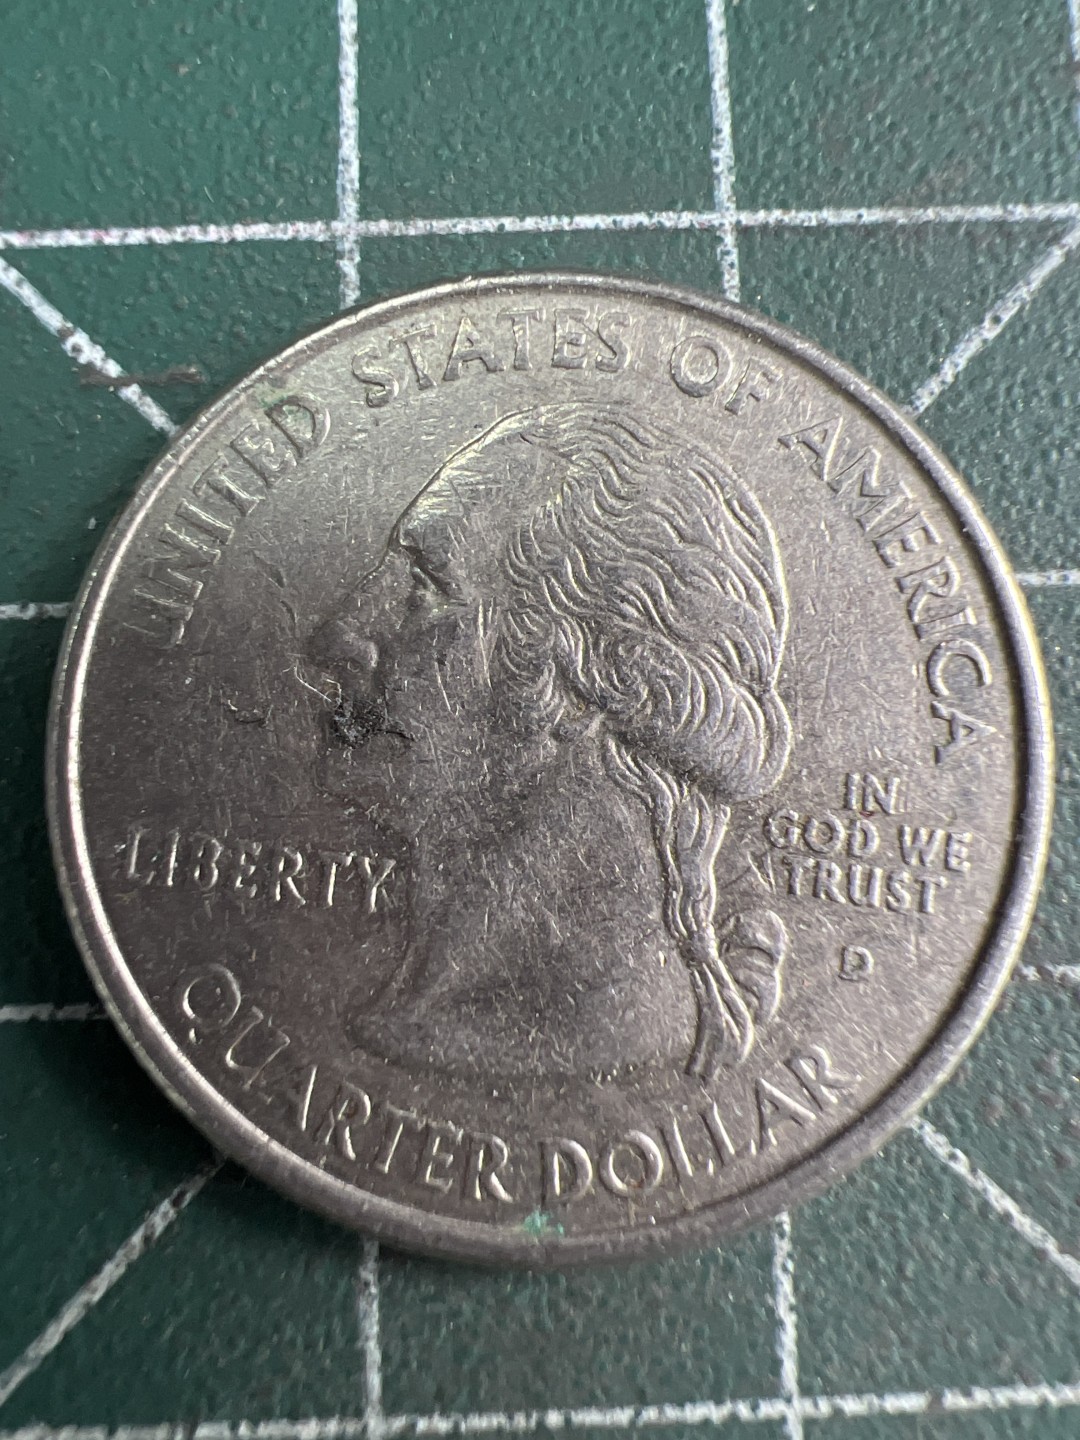 UNITED STATES OF AMERICA
LIBERTY
IN
GOD WE
TRUST
D
QUARTER DOLLAR